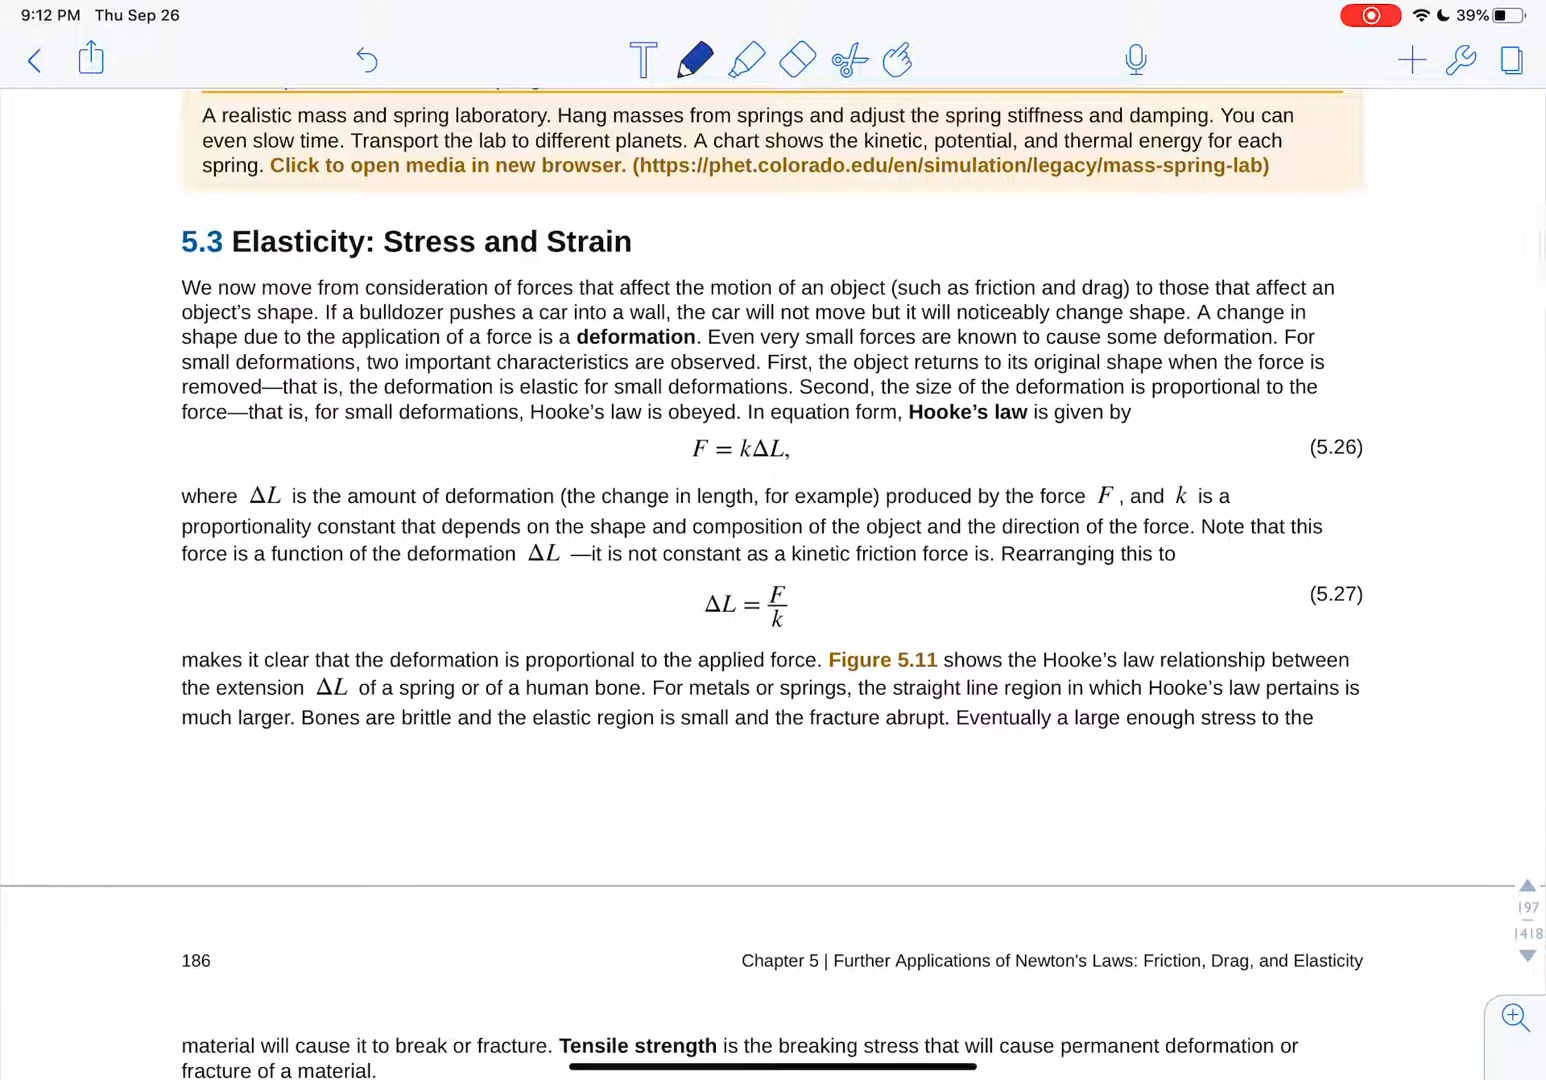 9:12 PM Thu Sep 26
39%
A realistic mass and spring laboratory. Hang masses from springs and adjust the spring stiffness and damping. You can
even slow time. Transport the lab to different planets. A chart shows the kinetic, potential, and thermal energy for each
spring. Click to open media in new browser. (https://phet.colorado.edu/en/simulation/legacy/mass-spring-lab)
5.3 Elasticity: Stress and Strain
We now move from consideration of forces that affect the motion of an object (such as friction and drag) to those that affect an
object’s shape. If a bulldozer pushes a car into a wall, the car will not move but it will noticeably change shape. A change in
shape due to the application of a force is a deformation. Even very small forces are known to cause some deformation. For
small deformations, two important characteristics are observed. First, the object returns to its original shape when the force is
removed—that is, the deformation is elastic for small deformations. Second, the size of the deformation is proportional to the
force—that is, for small deformations, Hooke’s law is obeyed. In equation form, Hooke’s law is given by
F = kΔL, (5.26)
where ΔL is the amount of deformation (the change in length, for example) produced by the force F , and k is a
proportionality constant that depends on the shape and composition of the object and the direction of the force. Note that this
force is a function of the deformation ΔL —it is not constant as a kinetic friction force is. Rearranging this to
ΔL = F/k (5.27)
makes it clear that the deformation is proportional to the applied force. Figure 5.11 shows the Hooke’s law relationship between
the extension ΔL of a spring or of a human bone. For metals or springs, the straight line region in which Hooke’s law pertains is
much larger. Bones are brittle and the elastic region is small and the fracture abrupt. Eventually a large enough stress to the
197
1418
186 Chapter 5 | Further Applications of Newton's Laws: Friction, Drag, and Elasticity
material will cause it to break or fracture. Tensile strength is the breaking stress that will cause permanent deformation or
fracture of a material.